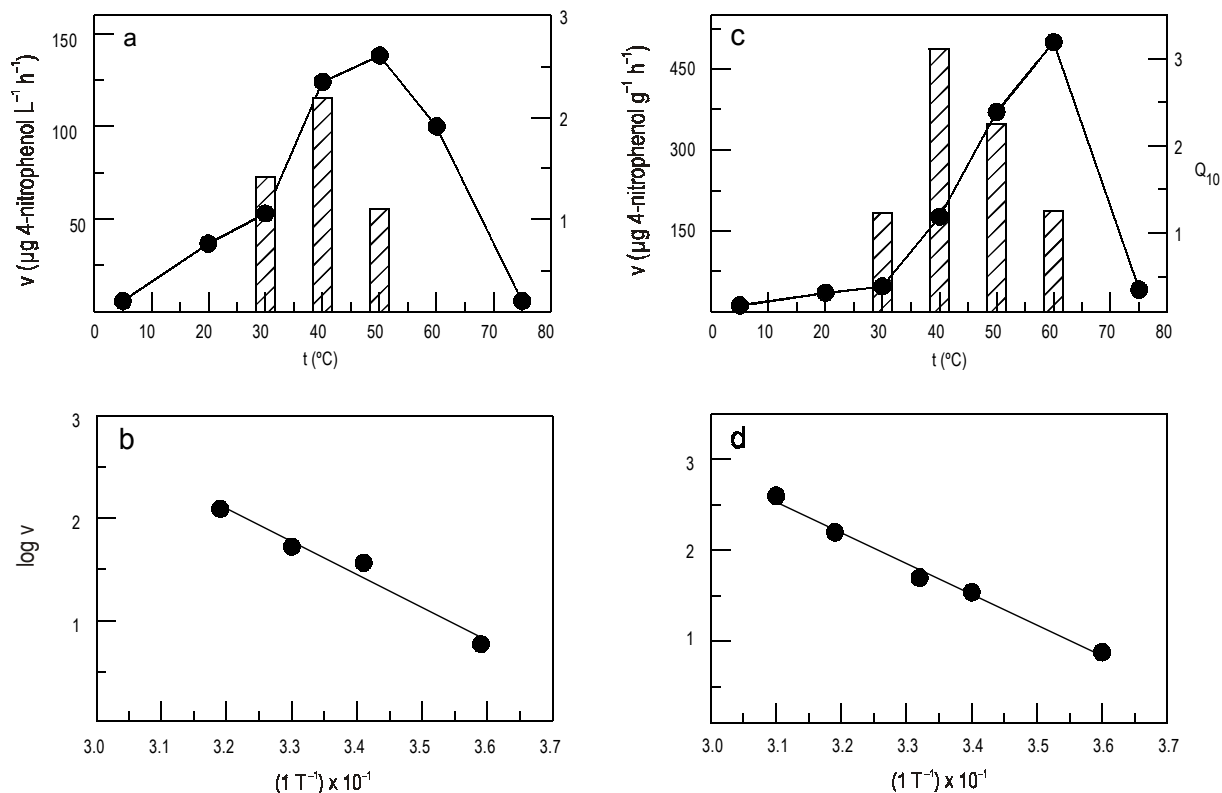 a
v (µg 4-nitrophenol L⁻¹ h⁻¹)
150
100
50
3
2
1
0 10 20 30 40 50 60 70 80
t (ºC)
c
v (µg 4-nitrophenol g⁻¹ h⁻¹)
450
300
150
3
2
1
Q₁₀
0 10 20 30 40 50 60 70 80
t (ºC)
b
log v
3
2
1
3.0 3.1 3.2 3.3 3.4 3.5 3.6 3.7
(1 T⁻¹) x 10⁻¹
d
3
2
1
3.0 3.1 3.2 3.3 3.4 3.5 3.6 3.7
(1 T⁻¹) x 10⁻¹